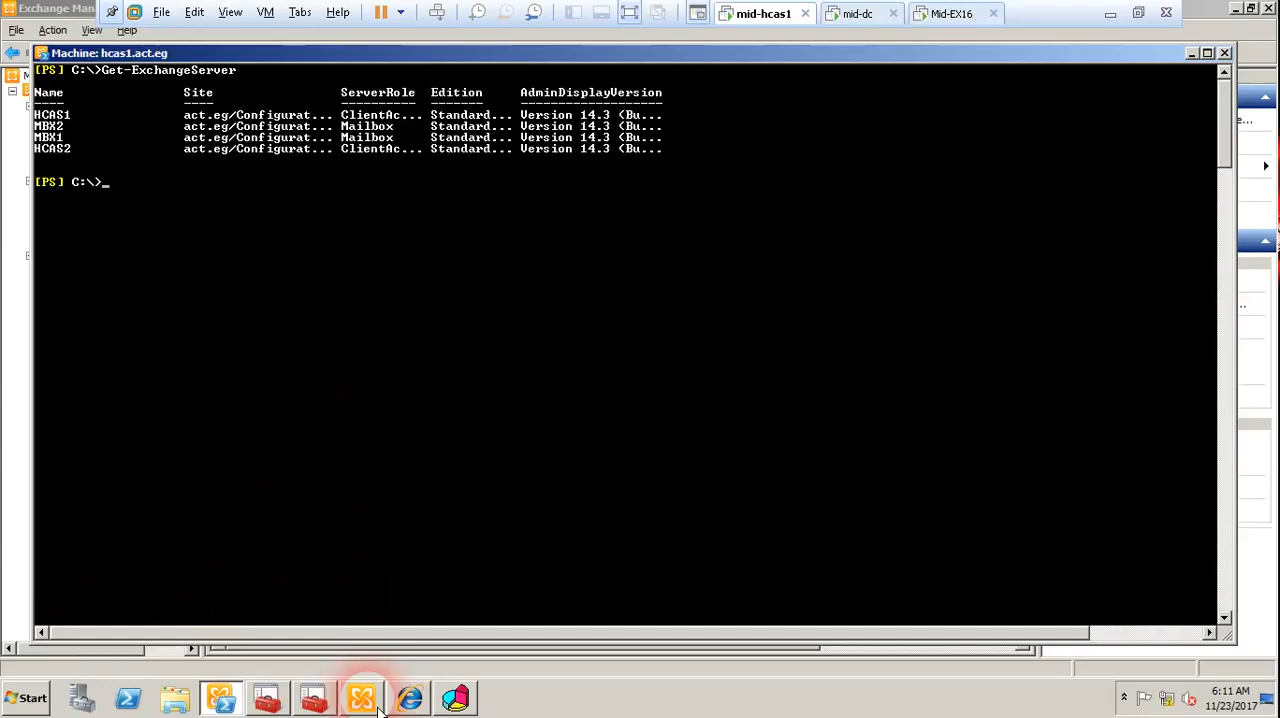 Exchange Mana
File Edit View VM Tabs Help
mid-hcas1 mid-dc Mid-EX16
File Action View Help
Machine: hcas1.act.eg
[PS] C:\>Get-ExchangeServer
Name Site ServerRole Edition AdminDisplayVersion
---- ---- ---------- ------- -------------------
HCAS1 act.eg/Configurat... ClientAc... Standard... Version 14.3 (Bu...
MBX2 act.eg/Configurat... Mailbox Standard... Version 14.3 (Bu...
MBX1 act.eg/Configurat... Mailbox Standard... Version 14.3 (Bu...
HCAS2 act.eg/Configurat... ClientAc... Standard... Version 14.3 (Bu...
[PS] C:\>_
Start
6:11 AM
11/23/2017